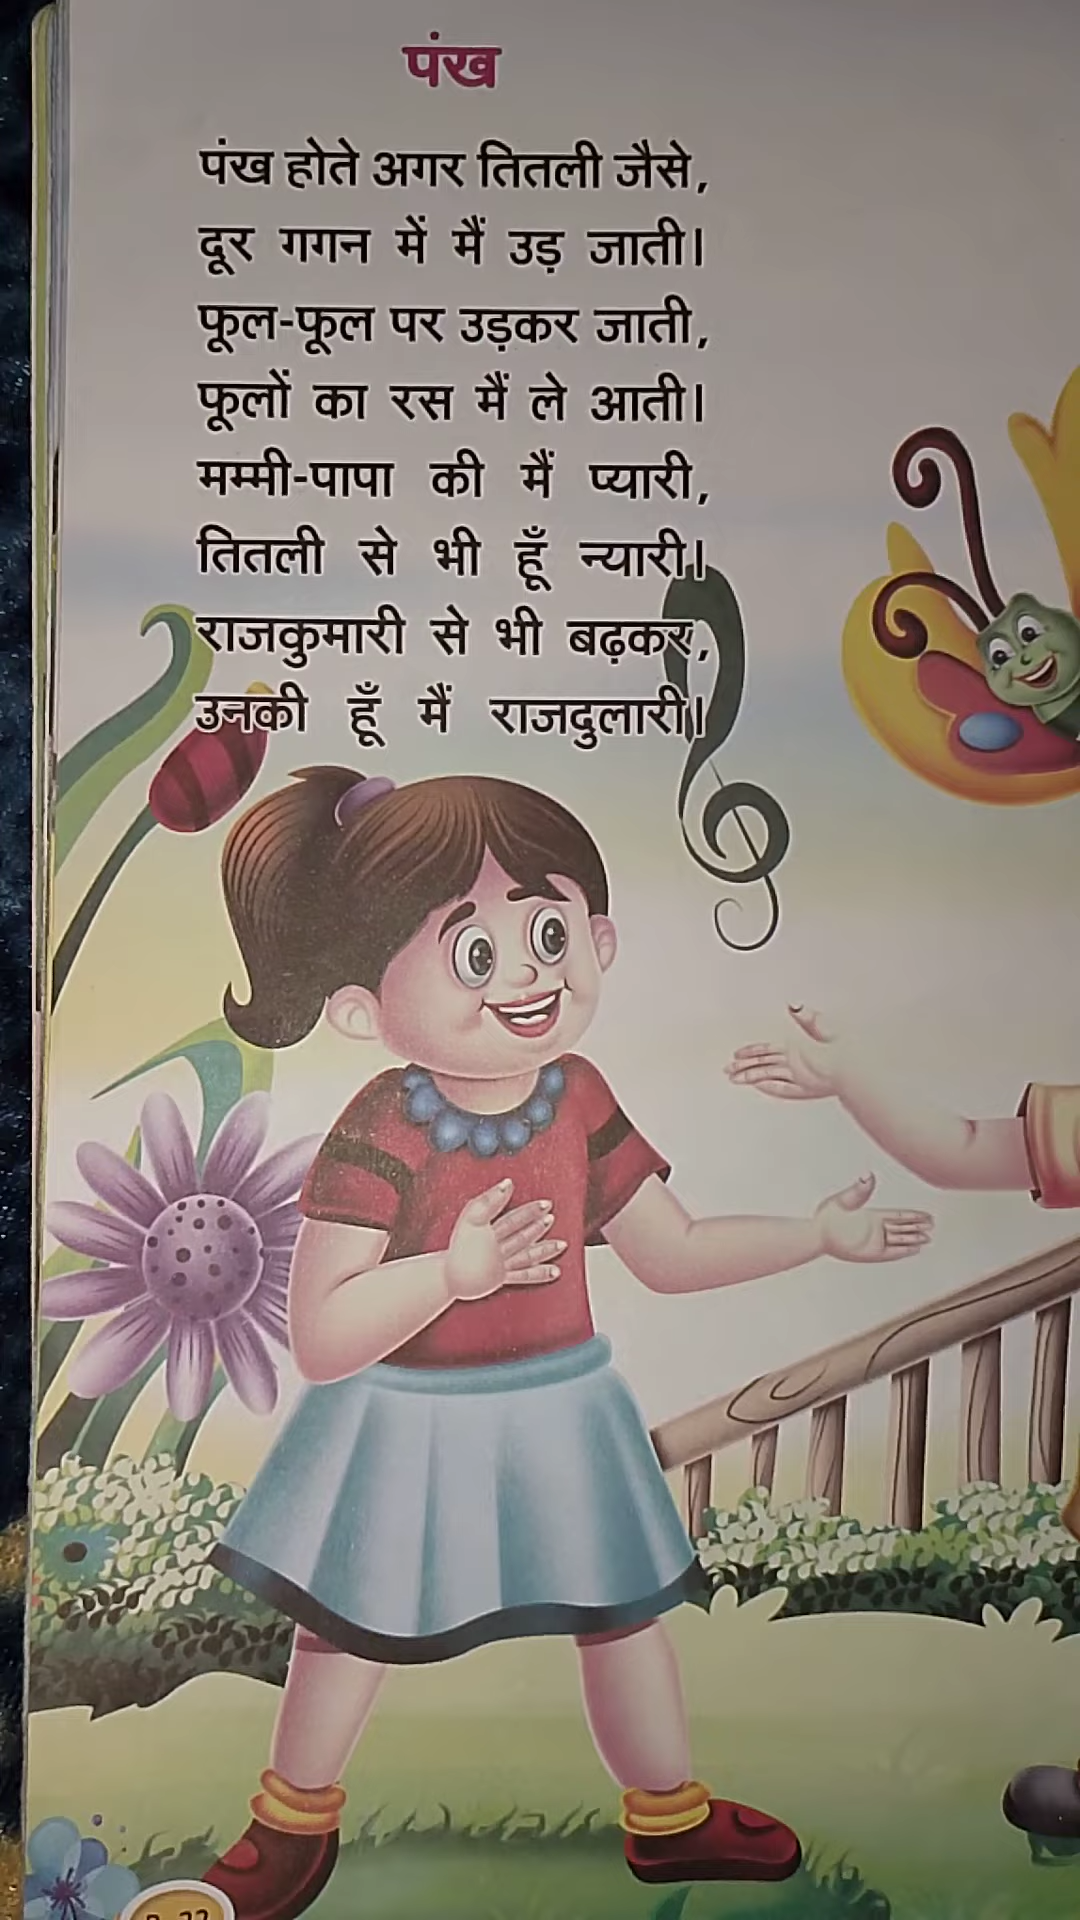 पंख
पंख होते अगर तितली जैसे,
दूर गगन में मैं उड़ जाती।
फूल-फूल पर उड़कर जाती,
फूलों का रस मैं ले आती।
मम्मी-पापा की मैं प्यारी,
तितली से भी हूँ न्यारी।
राजकुमारी से भी बढ़कर,
उनकी हूँ मैं राजदुलारी।